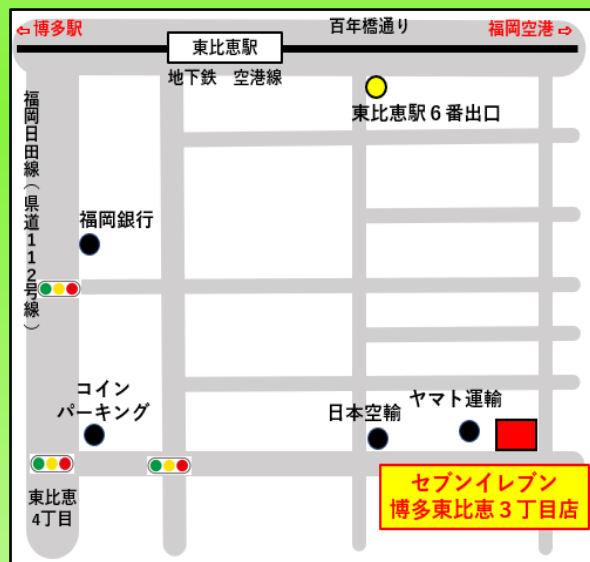 ⇦博多駅
百年橋通り
福岡空港⇨
東比恵駅
地下鉄　空港線
東比恵駅６番出口
福岡日田線（県道１１２号線）
福岡銀行
コイン
パーキング
日本空輸
ヤマト運輸
東比恵
4丁目
セブンイレブン
博多東比恵３丁目店